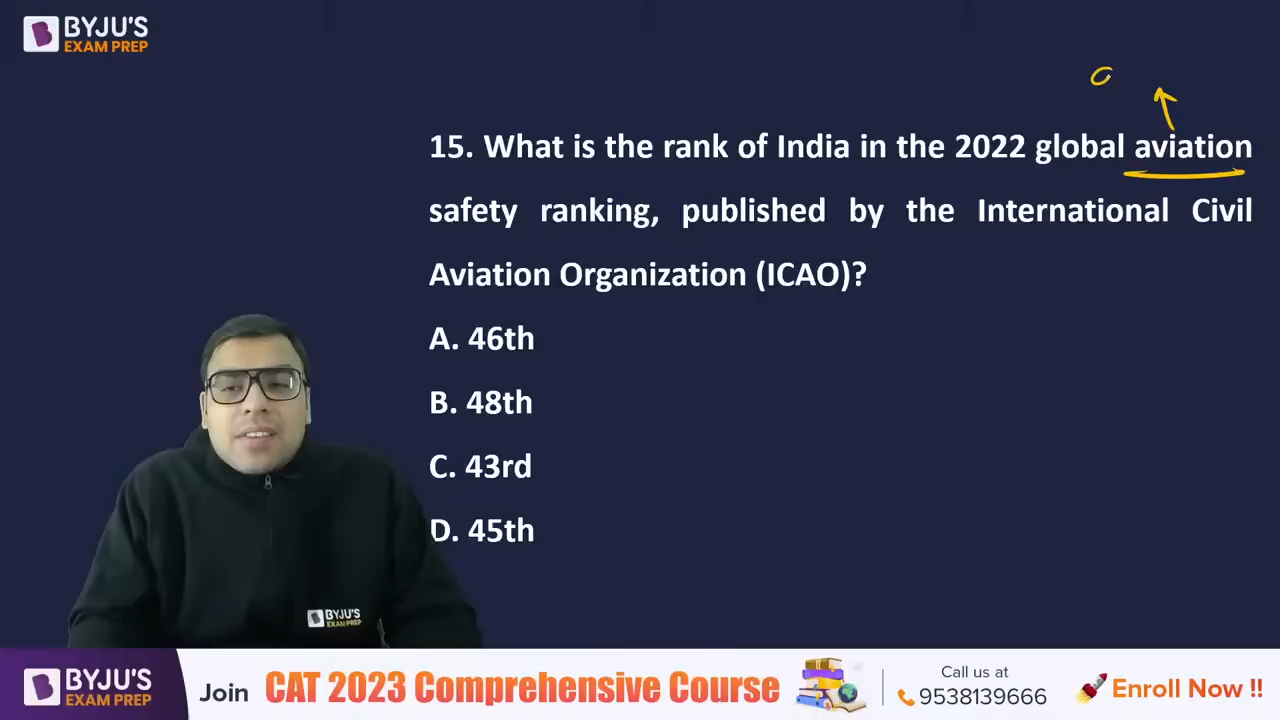 BYJU'S
EXAM PREP
15. What is the rank of India in the 2022 global aviation
safety ranking, published by the International Civil
Aviation Organization (ICAO)?
A. 46th
B. 48th
C. 43rd
D. 45th
BYJU'S
EXAM PREP
BYJU'S
EXAM PREP
Join CAT 2023 Comprehensive Course
Call us at
9538139666
Enroll Now !!